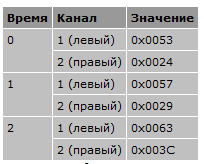 Время Канал Значение
0 1 (левый) 0x0053
2 (правый) 0x0024
1 1 (левый) 0x0057
2 (правый) 0x0029
2 1 (левый) 0x0063
2 (правый) 0x003C